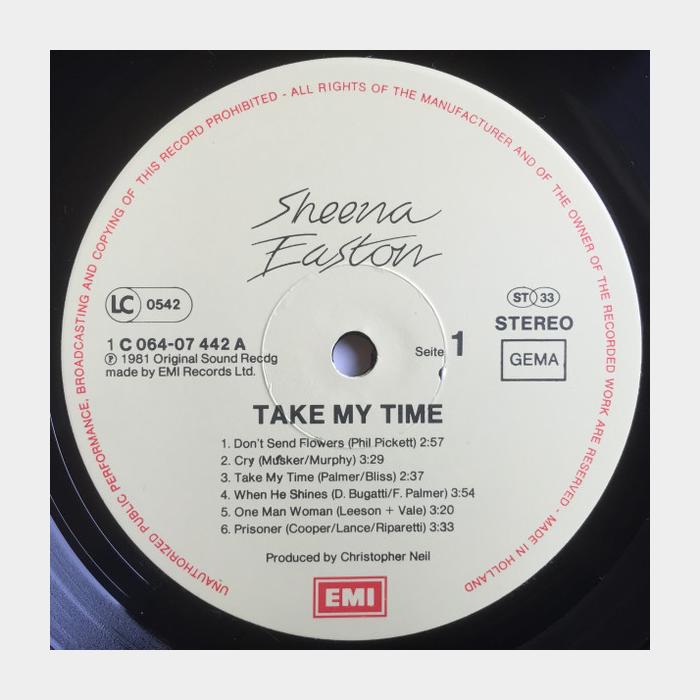 UNAUTHORIZED PUBLIC PERFORMANCE, BROADCASTING AND COPYING OF THIS RECORD PROHIBITED - ALL RIGHTS OF THE MANUFACTURER AND OF THE OWNER OF THE RECORDED WORK ARE RESERVED - MADE IN HOLLAND
Sheena
Easton
LC 0542
ST 33
STEREO
GEMA
1 C 064-07 442 A
℗ 1981 Original Sound Recdg
made by EMI Records Ltd.
Seite 1
TAKE MY TIME
1. Don't Send Flowers (Phil Pickett) 2:57
2. Cry (Musker/Murphy) 3:29
3. Take My Time (Palmer/Bliss) 2:37
4. When He Shines (D. Bugatti/F. Palmer) 3:54
5. One Man Woman (Leeson + Vale) 3:20
6. Prisoner (Cooper/Lance/Riparetti) 3:33
Produced by Christopher Neil
EMI